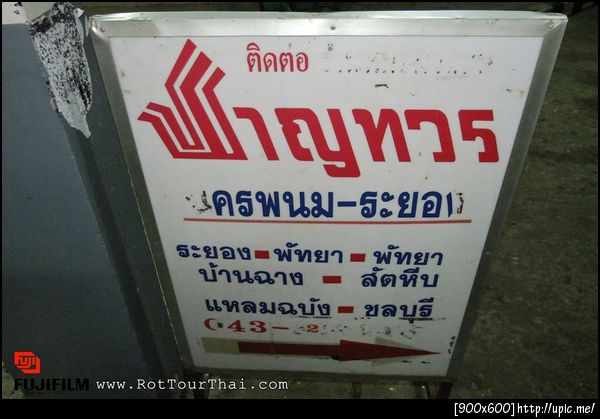 ติดต่อ
ชาญทวร
นครพนม-ระยอง
ระยอง - พัทยา - พัทยา
บ้านฉาง - สัตหีบ
แหลมฉบัง - ชลบุรี
043-
FUJIFILM www.RotTourThai.com
[900x600]http://upic.me/